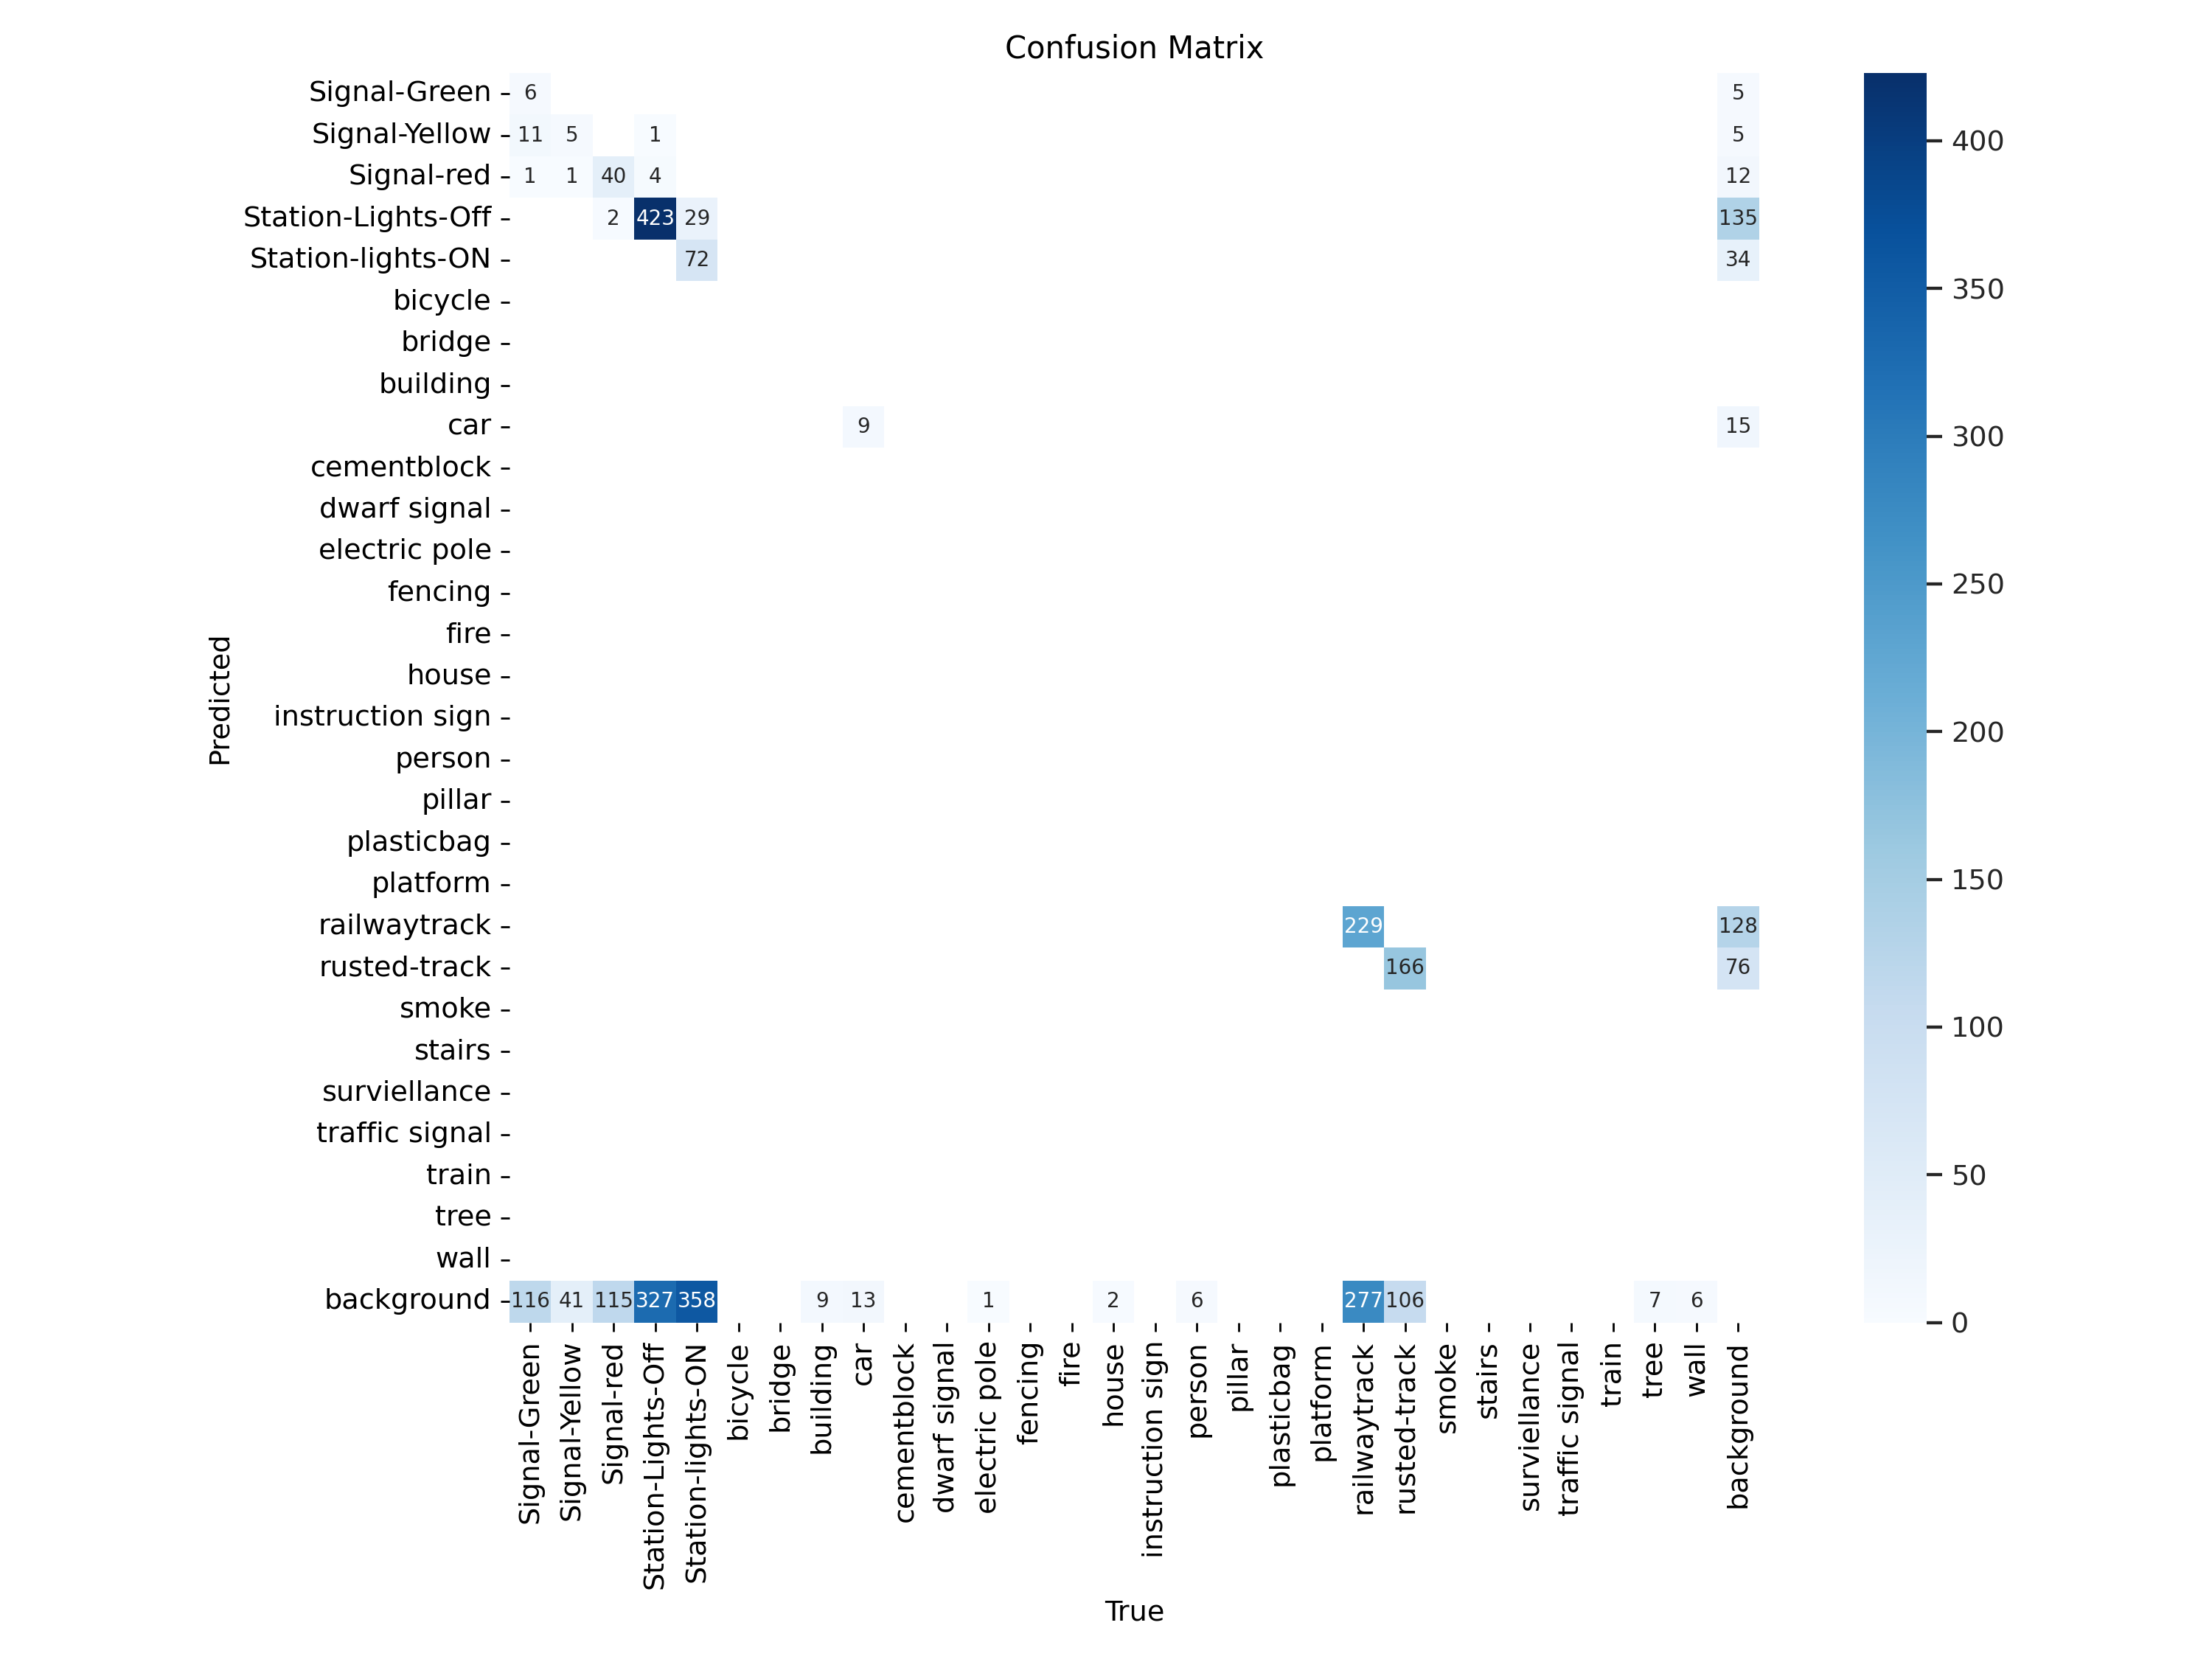 Confusion Matrix
Signal-Green
6
5
Signal-Yellow
11 5 1
5
Signal-red
1 1 40 4
12
Station-Lights-Off
2 423 29
135
Station-lights-ON
72
34
bicycle
bridge
building
car
9
15
cementblock
dwarf signal
electric pole
fencing
fire
house
instruction sign
person
pillar
plasticbag
platform
railwaytrack
229
128
rusted-track
166
76
smoke
stairs
surviellance
traffic signal
train
tree
wall
background
116 41 115 327 358 9 13 1 2 6 277 106 7 6
Predicted
Signal-Green
Signal-Yellow
Signal-red
Station-Lights-Off
Station-lights-ON
bicycle
bridge
building
car
cementblock
dwarf signal
electric pole
fencing
fire
house
instruction sign
person
pillar
plasticbag
platform
railwaytrack
rusted-track
smoke
stairs
surviellance
traffic signal
train
tree
wall
background
True
400
350
300
250
200
150
100
50
0